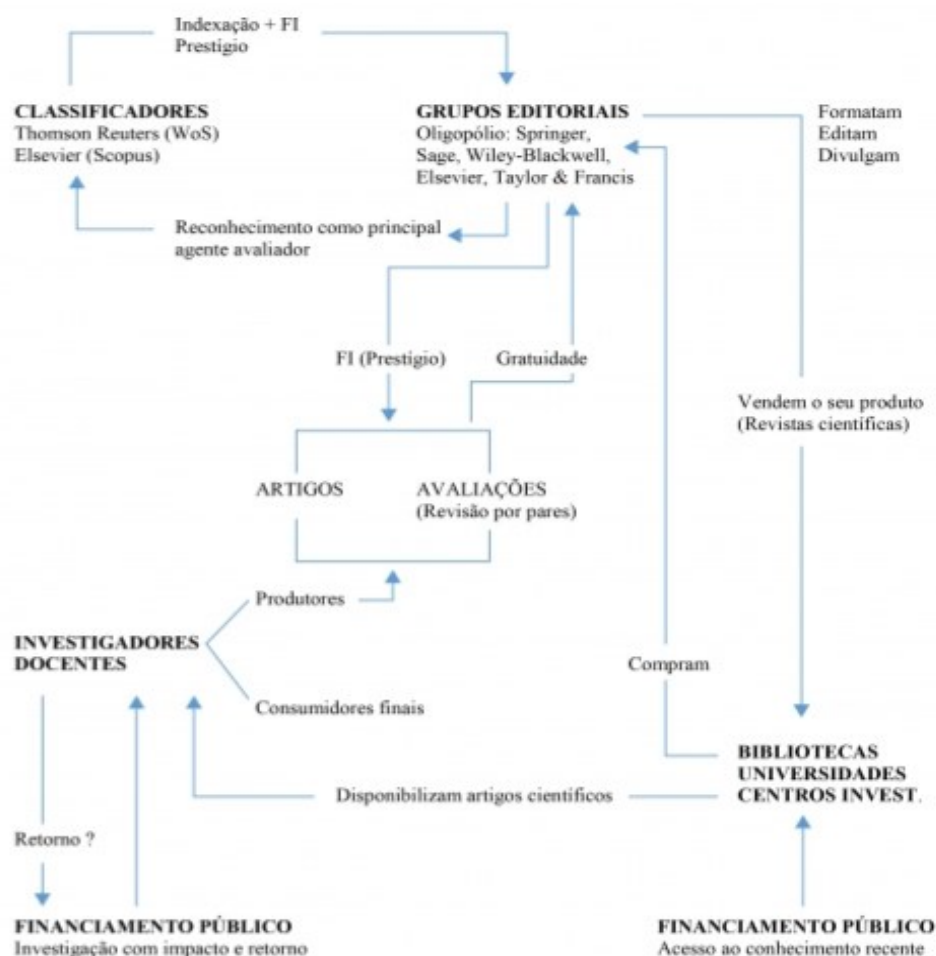 Indexação + FI
Prestígio
CLASSIFICADORES
Thomson Reuters (WoS)
Elsevier (Scopus)
GRUPOS EDITORIAIS
Oligopólio: Springer,
Sage, Wiley-Blackwell,
Elsevier, Taylor & Francis
Formatam
Editam
Divulgam
Reconhecimento como principal
agente avaliador
FI (Prestígio)
Gratuidade
Vendem o seu produto
(Revistas científicas)
ARTIGOS
AVALIAÇÕES
(Revisão por pares)
Produtores
INVESTIGADORES
DOCENTES
Compram
Consumidores finais
BIBLIOTECAS
UNIVERSIDADES
CENTROS INVEST.
Disponibilizam artigos científicos
Retorno ?
FINANCIAMENTO PÚBLICO
Investigação com impacto e retorno
FINANCIAMENTO PÚBLICO
Acesso ao conhecimento recente